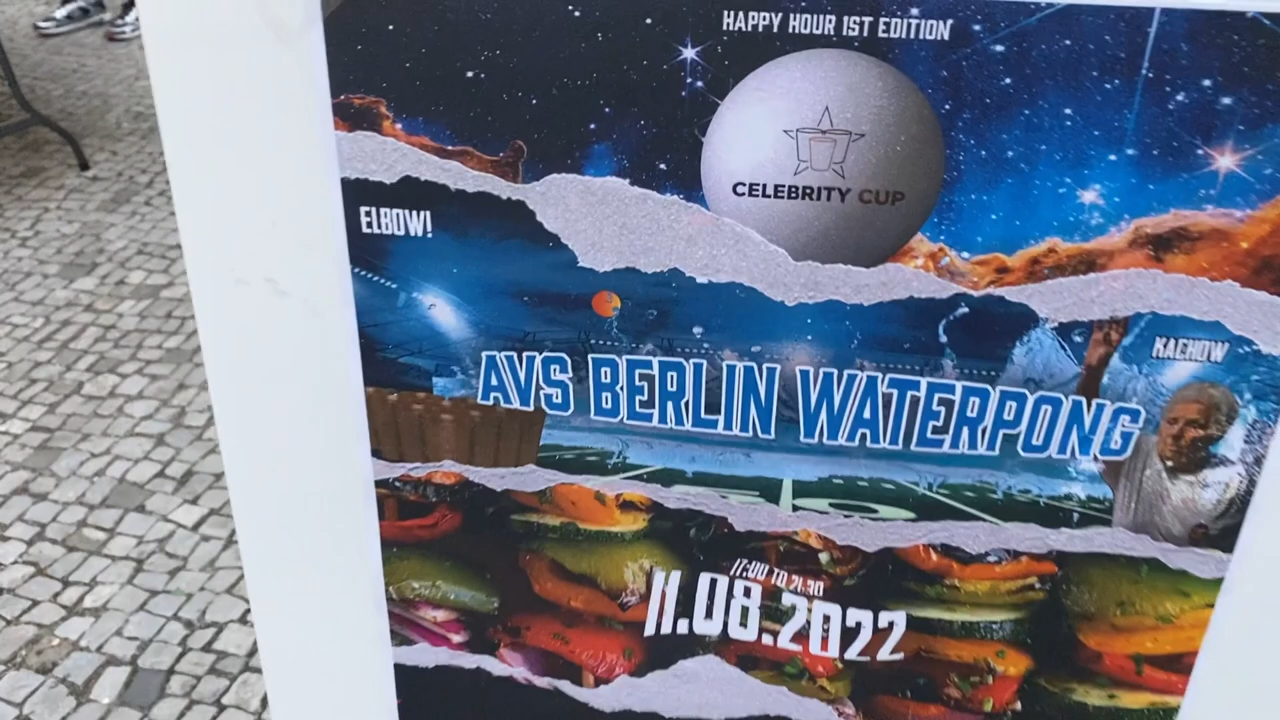 HAPPY HOUR 1ST EDITION
CELEBRITY CUP
ELBOW!
KACHOW
AVS BERLIN WATERPONG
17:00 TO 21:30
11.08.2022